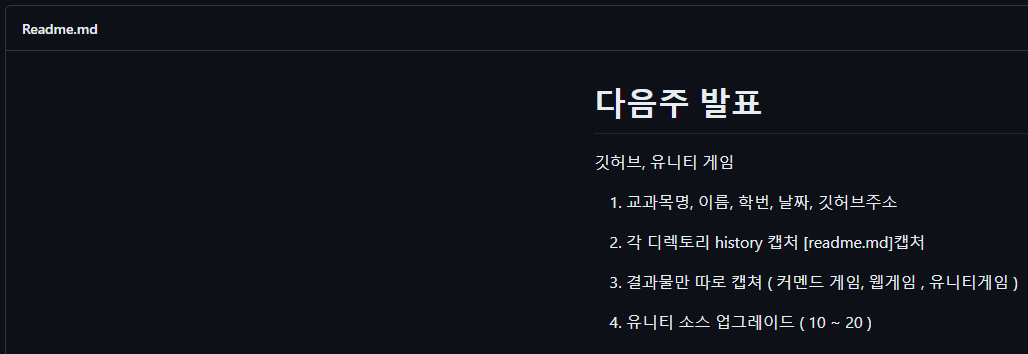 Readme.md
다음주 발표
깃허브, 유니티 게임
1. 교과목명, 이름, 학번, 날짜, 깃허브주소
2. 각 디렉토리 history 캡처 [readme.md]캡처
3. 결과물만 따로 캡쳐 ( 커멘드 게임, 웹게임 , 유니티게임 )
4. 유니티 소스 업그레이드 ( 10 ~ 20 )